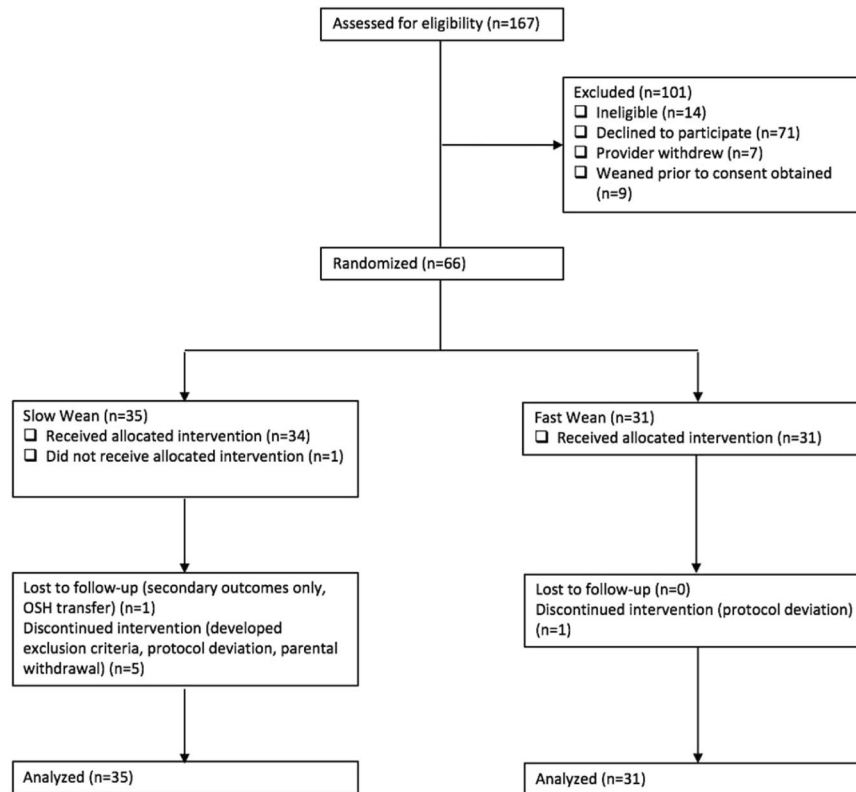 Assessed for eligibility (n=167)
Excluded (n=101)
❑ Ineligible (n=14)
❑ Declined to participate (n=71)
❑ Provider withdrew (n=7)
❑ Weaned prior to consent obtained
(n=9)
Randomized (n=66)
Slow Wean (n=35)
❑ Received allocated intervention (n=34)
❑ Did not receive allocated intervention (n=1)
Fast Wean (n=31)
❑ Received allocated intervention (n=31)
Lost to follow-up (secondary outcomes only,
OSH transfer) (n=1)
Discontinued intervention (developed
exclusion criteria, protocol deviation, parental
withdrawal) (n=5)
Lost to follow-up (n=0)
Discontinued intervention (protocol deviation)
(n=1)
Analyzed (n=35)
Analyzed (n=31)